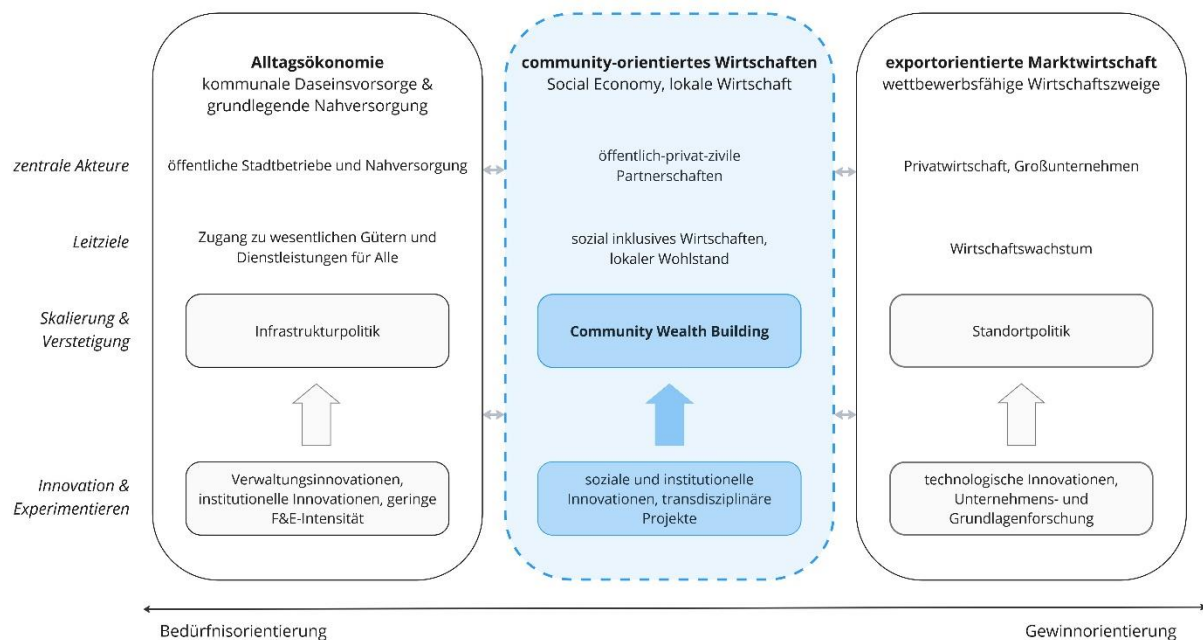 Alltagsökonomie
kommunale Daseinsvorsorge &
grundlegende Nahversorgung
community-orientiertes Wirtschaften
Social Economy, lokale Wirtschaft
exportorientierte Marktwirtschaft
wettbewerbsfähige Wirtschaftszweige
zentrale Akteure
öffentliche Stadtbetriebe und Nahversorgung
öffentlich-privat-zivile
Partnerschaften
Privatwirtschaft, Großunternehmen
Leitziele
Zugang zu wesentlichen Gütern und
Dienstleistungen für Alle
sozial inklusives Wirtschaften,
lokaler Wohlstand
Wirtschaftswachstum
Skalierung &
Verstetigung
Infrastrukturpolitik
Community Wealth Building
Standortpolitik
Innovation &
Experimentieren
Verwaltungsinnovationen,
institutionelle Innovationen, geringe
F&E-Intensität
soziale und institutionelle
Innovationen, transdisziplinäre
Projekte
technologische Innovationen,
Unternehmens- und
Grundlagenforschung
Bedürfnisorientierung
Gewinnorientierung